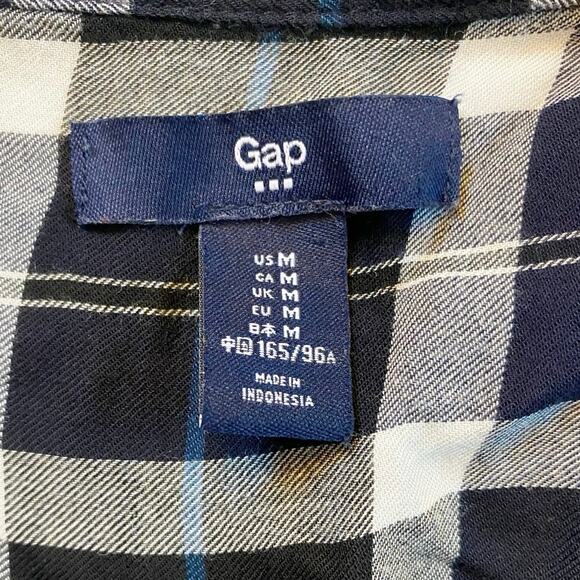 Gap
US M
CA M
UK M
EU M
日本 M
中国 165/96A
MADE IN
INDONESIA